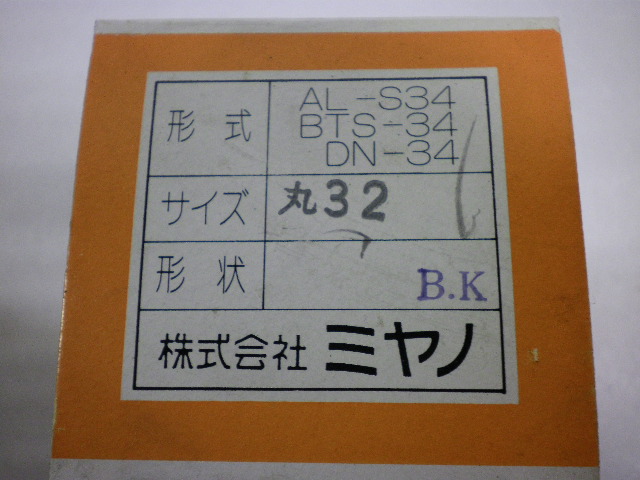 形式 AL-S34
BTS-34
DN-34
サイズ 丸32
形状 B.K
株式会社 ミヤノ